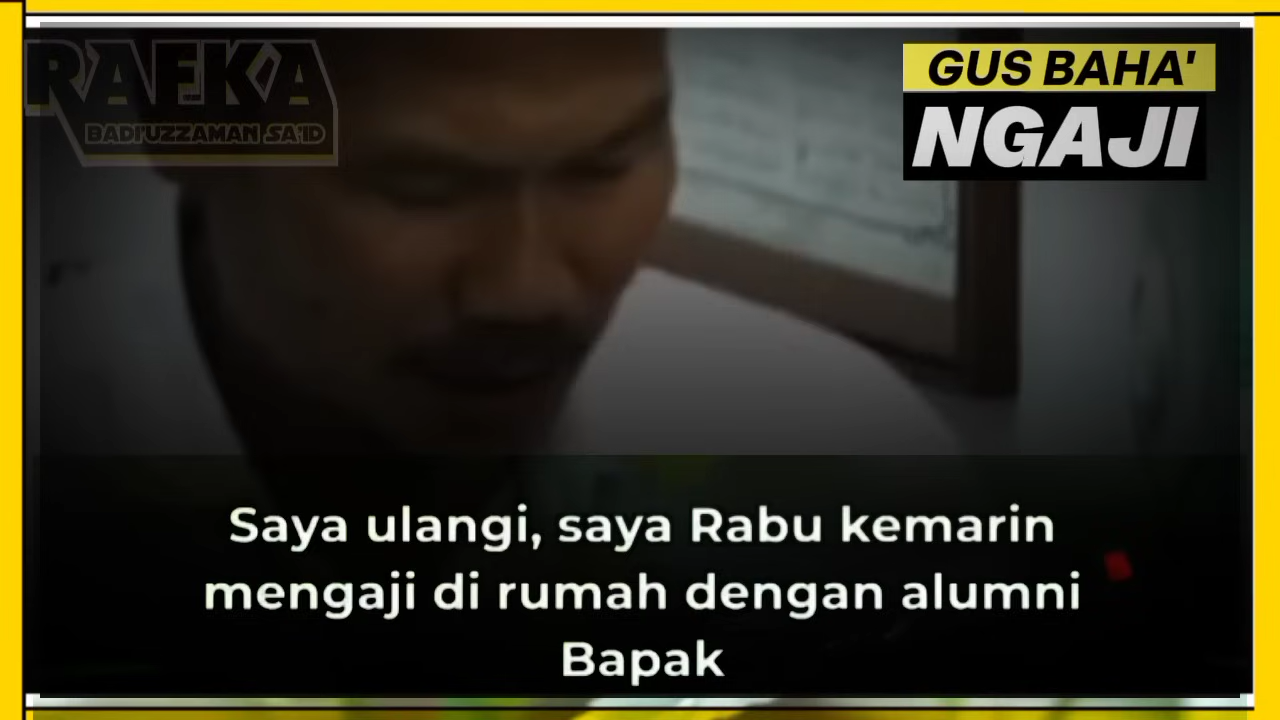 RAFKA
BADI'UZZAMAN SA'ID
GUS BAHA'
NGAJI
Saya ulangi, saya Rabu kemarin
mengaji di rumah dengan alumni
Bapak